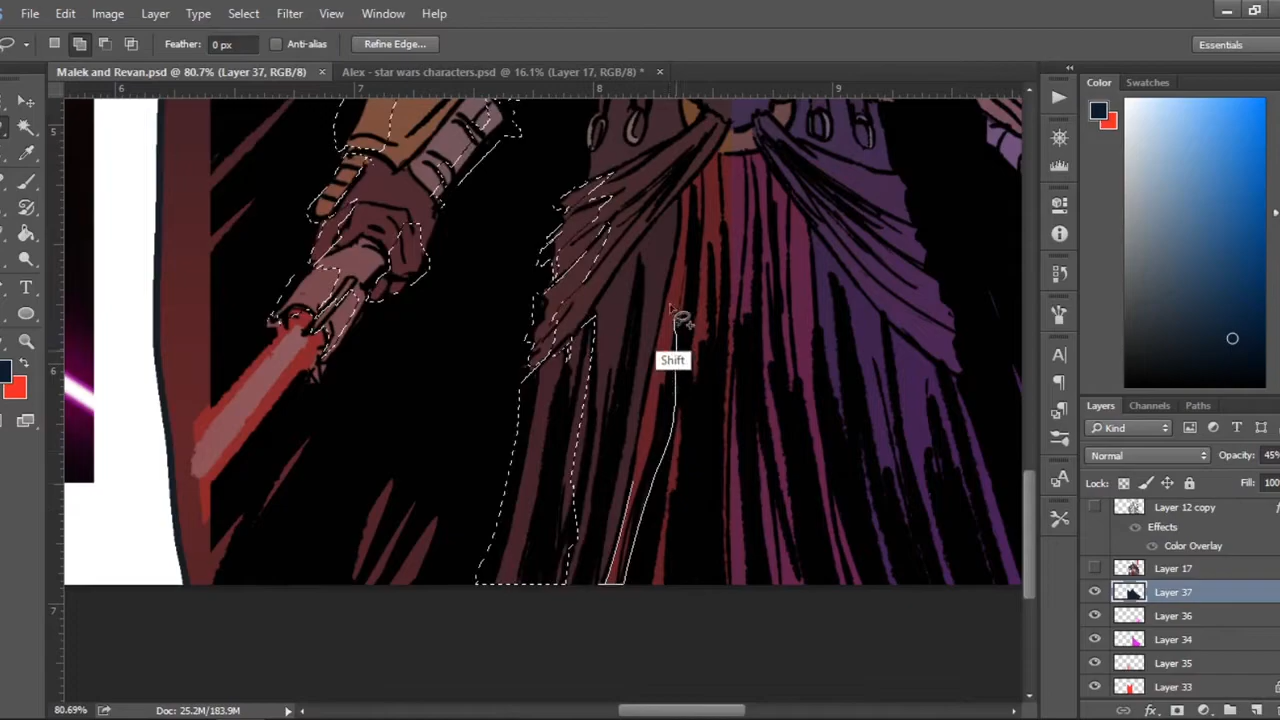 File Edit Image Layer Type Select Filter View Window Help
Feather: 0 px Anti-alias Refine Edge... Essentials
Malek and Revan.psd @ 80.7% (Layer 37, RGB/8) × Alex - star wars characters.psd @ 16.1% (Layer 17, RGB/8) * ×
Color Swatches
6 7 8 9
5
6
7
Shift
Layers Channels Paths
Kind
Normal Opacity: 45%
Lock: Fill: 100
Layer 12 copy
Effects
Color Overlay
Layer 17
Layer 37
Layer 36
Layer 34
Layer 35
Layer 33
80.69% Doc: 25.2M/183.9M